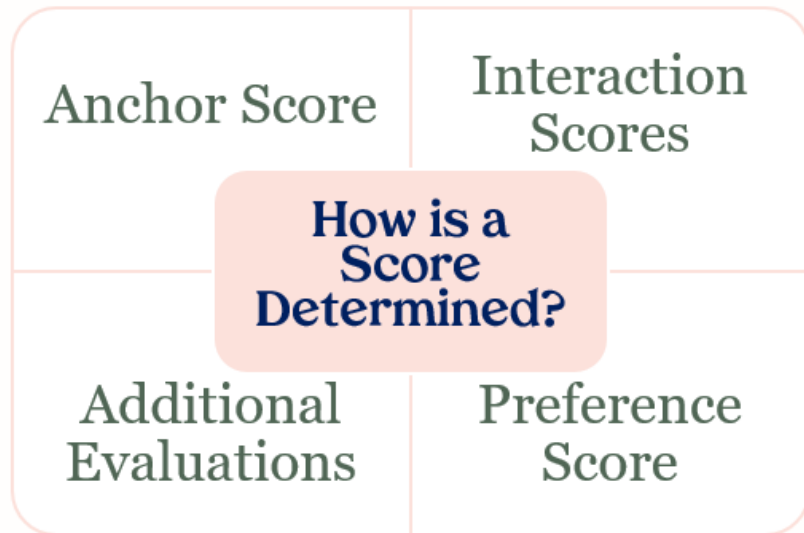 Anchor Score
Interaction
Scores
How is a
Score
Determined?
Additional
Evaluations
Preference
Score